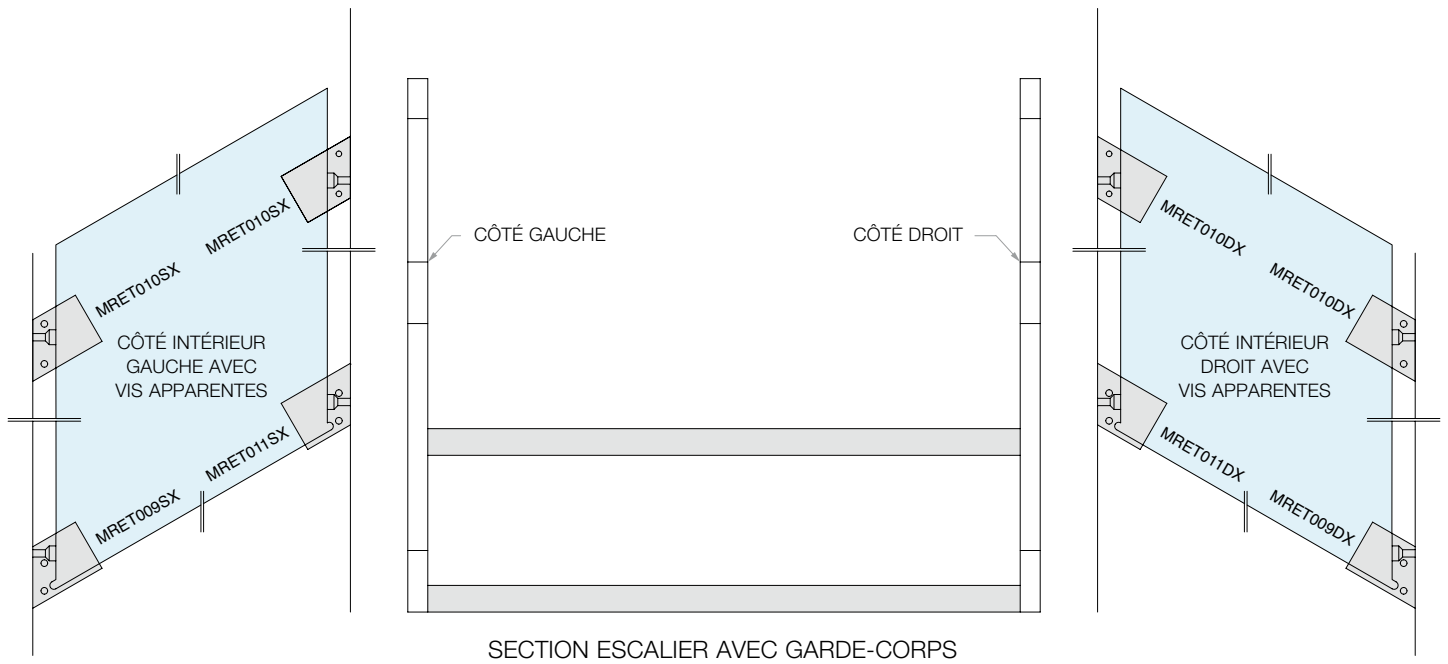 MRET010SX
MRET010SX
CÔTÉ INTÉRIEUR
GAUCHE AVEC
VIS APPARENTES
MRET011SX
MRET009SX
CÔTÉ GAUCHE
CÔTÉ DROIT
MRET010DX
MRET010DX
CÔTÉ INTÉRIEUR
DROIT AVEC
VIS APPARENTES
MRET011DX
MRET009DX
SECTION ESCALIER AVEC GARDE-CORPS